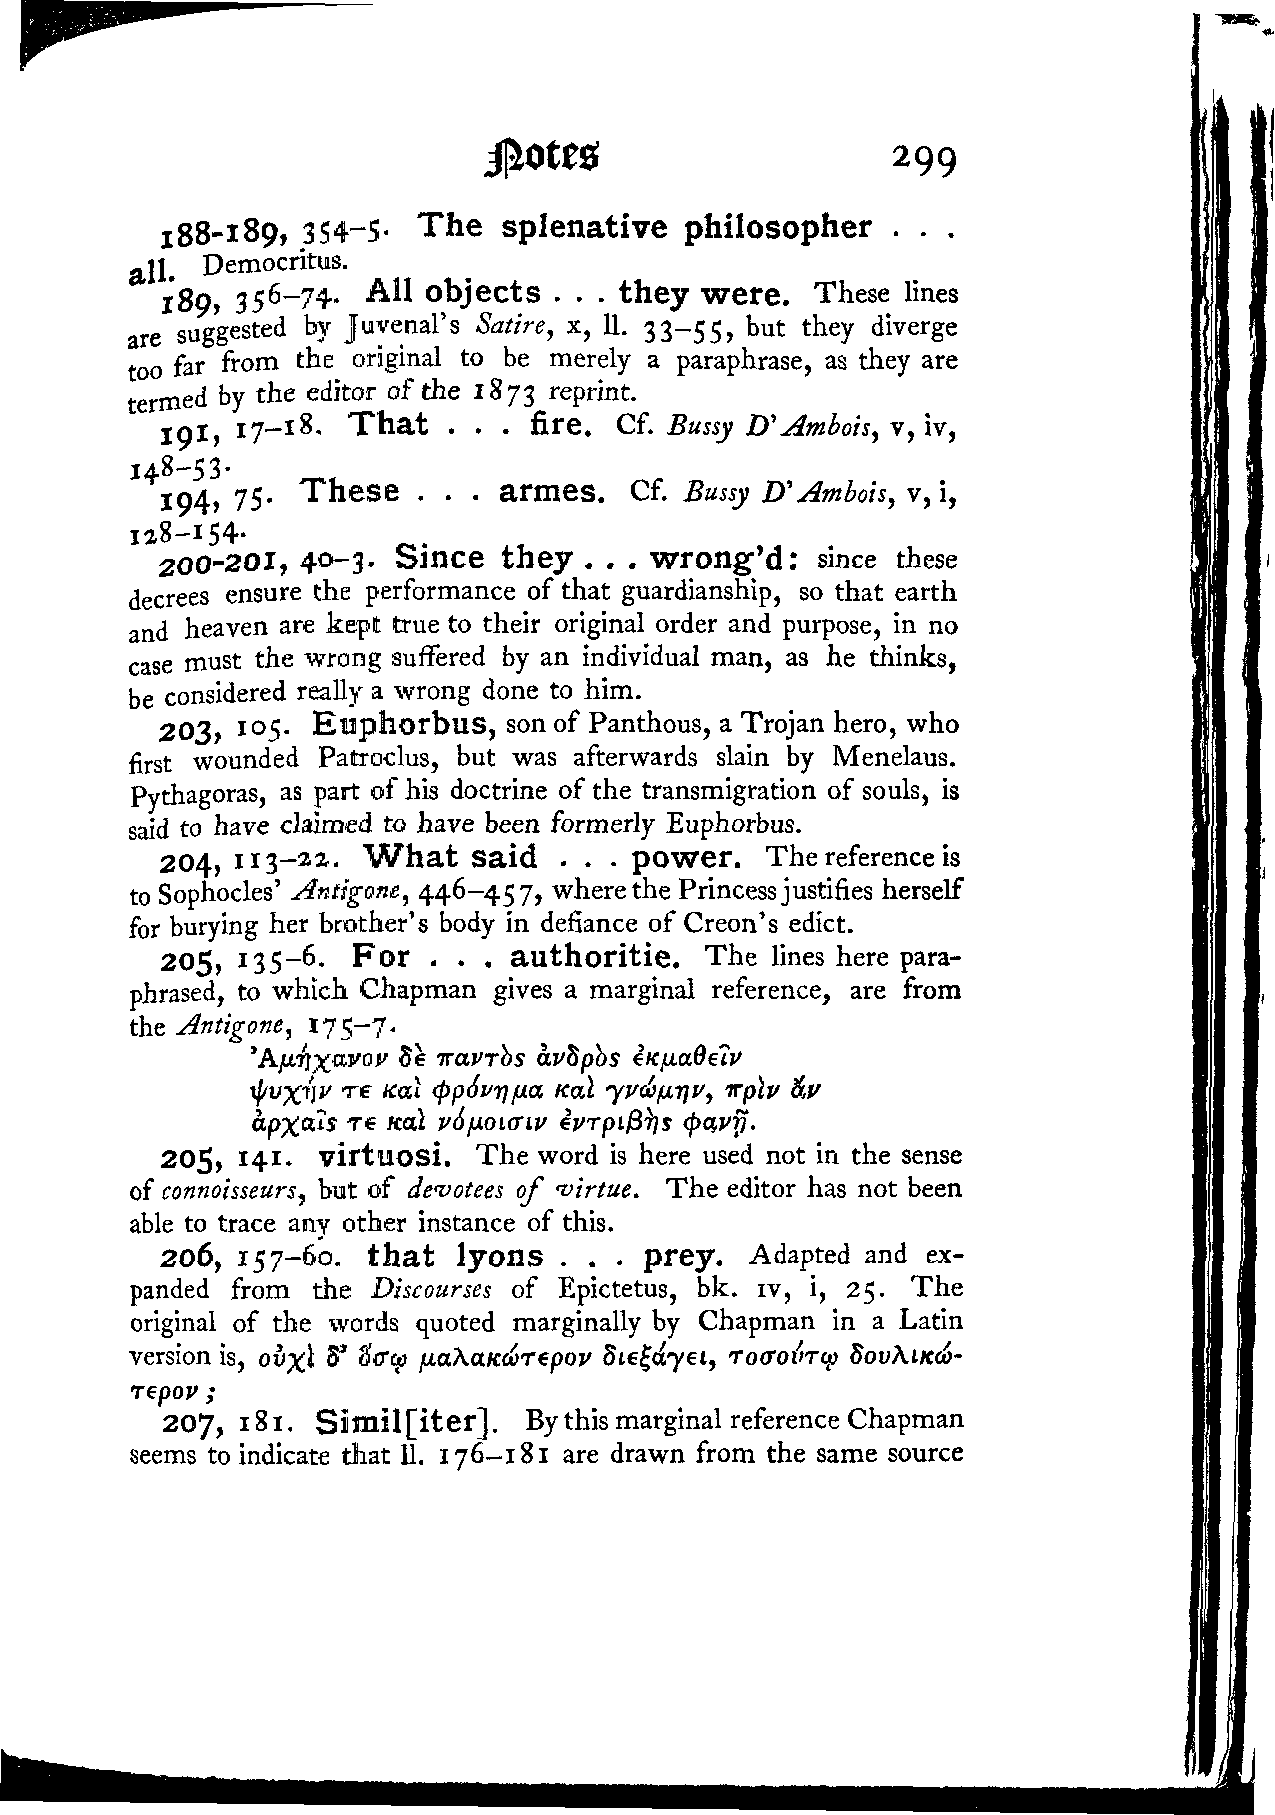 Notes 299
188-189, 354-5. The splenative philosopher . . .
all. Democritus.
189, 356-74. All objects . . . they were. These lines
are suggested by Juvenal's Satire, x, ll. 33-55, but they diverge
too far from the original to be merely a paraphrase, as they are
termed by the editor of the 1873 reprint.
191, 17-18. That . . . fire. Cf. Bussy D'Ambois, v, iv,
148-53.
194, 75. These . . . armes. Cf. Bussy D'Ambois, v, i,
128-154.
200-201, 40-3. Since they . . . wrong'd: since these
decrees ensure the performance of that guardianship, so that earth
and heaven are kept true to their original order and purpose, in no
case must the wrong suffered by an individual man, as he thinks,
be considered really a wrong done to him.
203, 105. Euphorbus, son of Panthous, a Trojan hero, who
first wounded Patroclus, but was afterwards slain by Menelaus.
Pythagoras, as part of his doctrine of the transmigration of souls, is
said to have claimed to have been formerly Euphorbus.
204, 113-22. What said . . . power. The reference is
to Sophocles' Antigone, 446-457, where the Princess justifies herself
for burying her brother's body in defiance of Creon's edict.
205, 135-6. For . . . authoritie. The lines here para-
phrased, to which Chapman gives a marginal reference, are from
the Antigone, 175-7.
Ἀμήχανον δὲ παντὸς ἀνδρὸς ἐκμαθεῖν
ψυχήν τε καὶ φρόνημα καὶ γνώμην, πρὶν ἄν
ἀρχαῖς τε καὶ νόμοισιν ἐντριβὴς φανῇ.
205, 141. virtuosi. The word is here used not in the sense
of connoisseurs, but of devotees of virtue. The editor has not been
able to trace any other instance of this.
206, 157-60. that lyons . . . prey. Adapted and ex-
panded from the Discourses of Epictetus, bk. iv, i, 25. The
original of the words quoted marginally by Chapman in a Latin
version is, οὐχὶ δ' ὅσῳ μαλακώτερον διεξάγει, τοσούτῳ δουλικώ-
τερον ;
207, 181. Simil[iter]. By this marginal reference Chapman
seems to indicate that ll. 176-181 are drawn from the same source